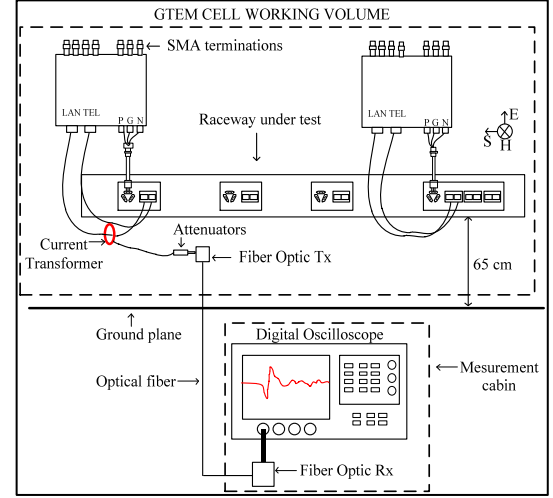 GTEM CELL WORKING VOLUME
SMA terminations
LAN TEL
P G N
LAN TEL
P G N
Raceway under test
E
S
H
Current
Transformer
Attenuators
Fiber Optic Tx
65 cm
Ground plane
Digital Oscilloscope
Optical fiber
Mesurement
cabin
Fiber Optic Rx